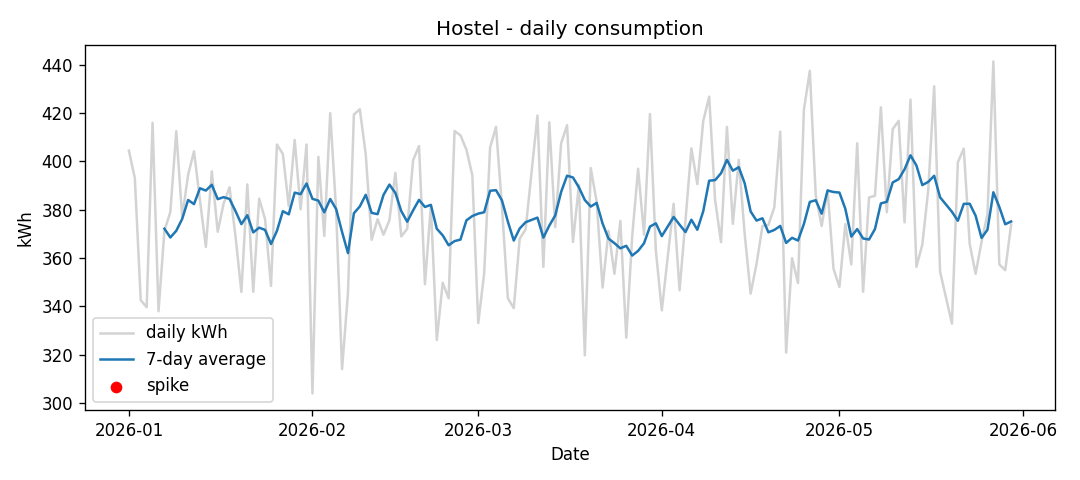 Hostel - daily consumption
440
420
400
380
360
340
320
300
kWh
daily kWh
7-day average
spike
2026-01
2026-02
2026-03
2026-04
2026-05
2026-06
Date